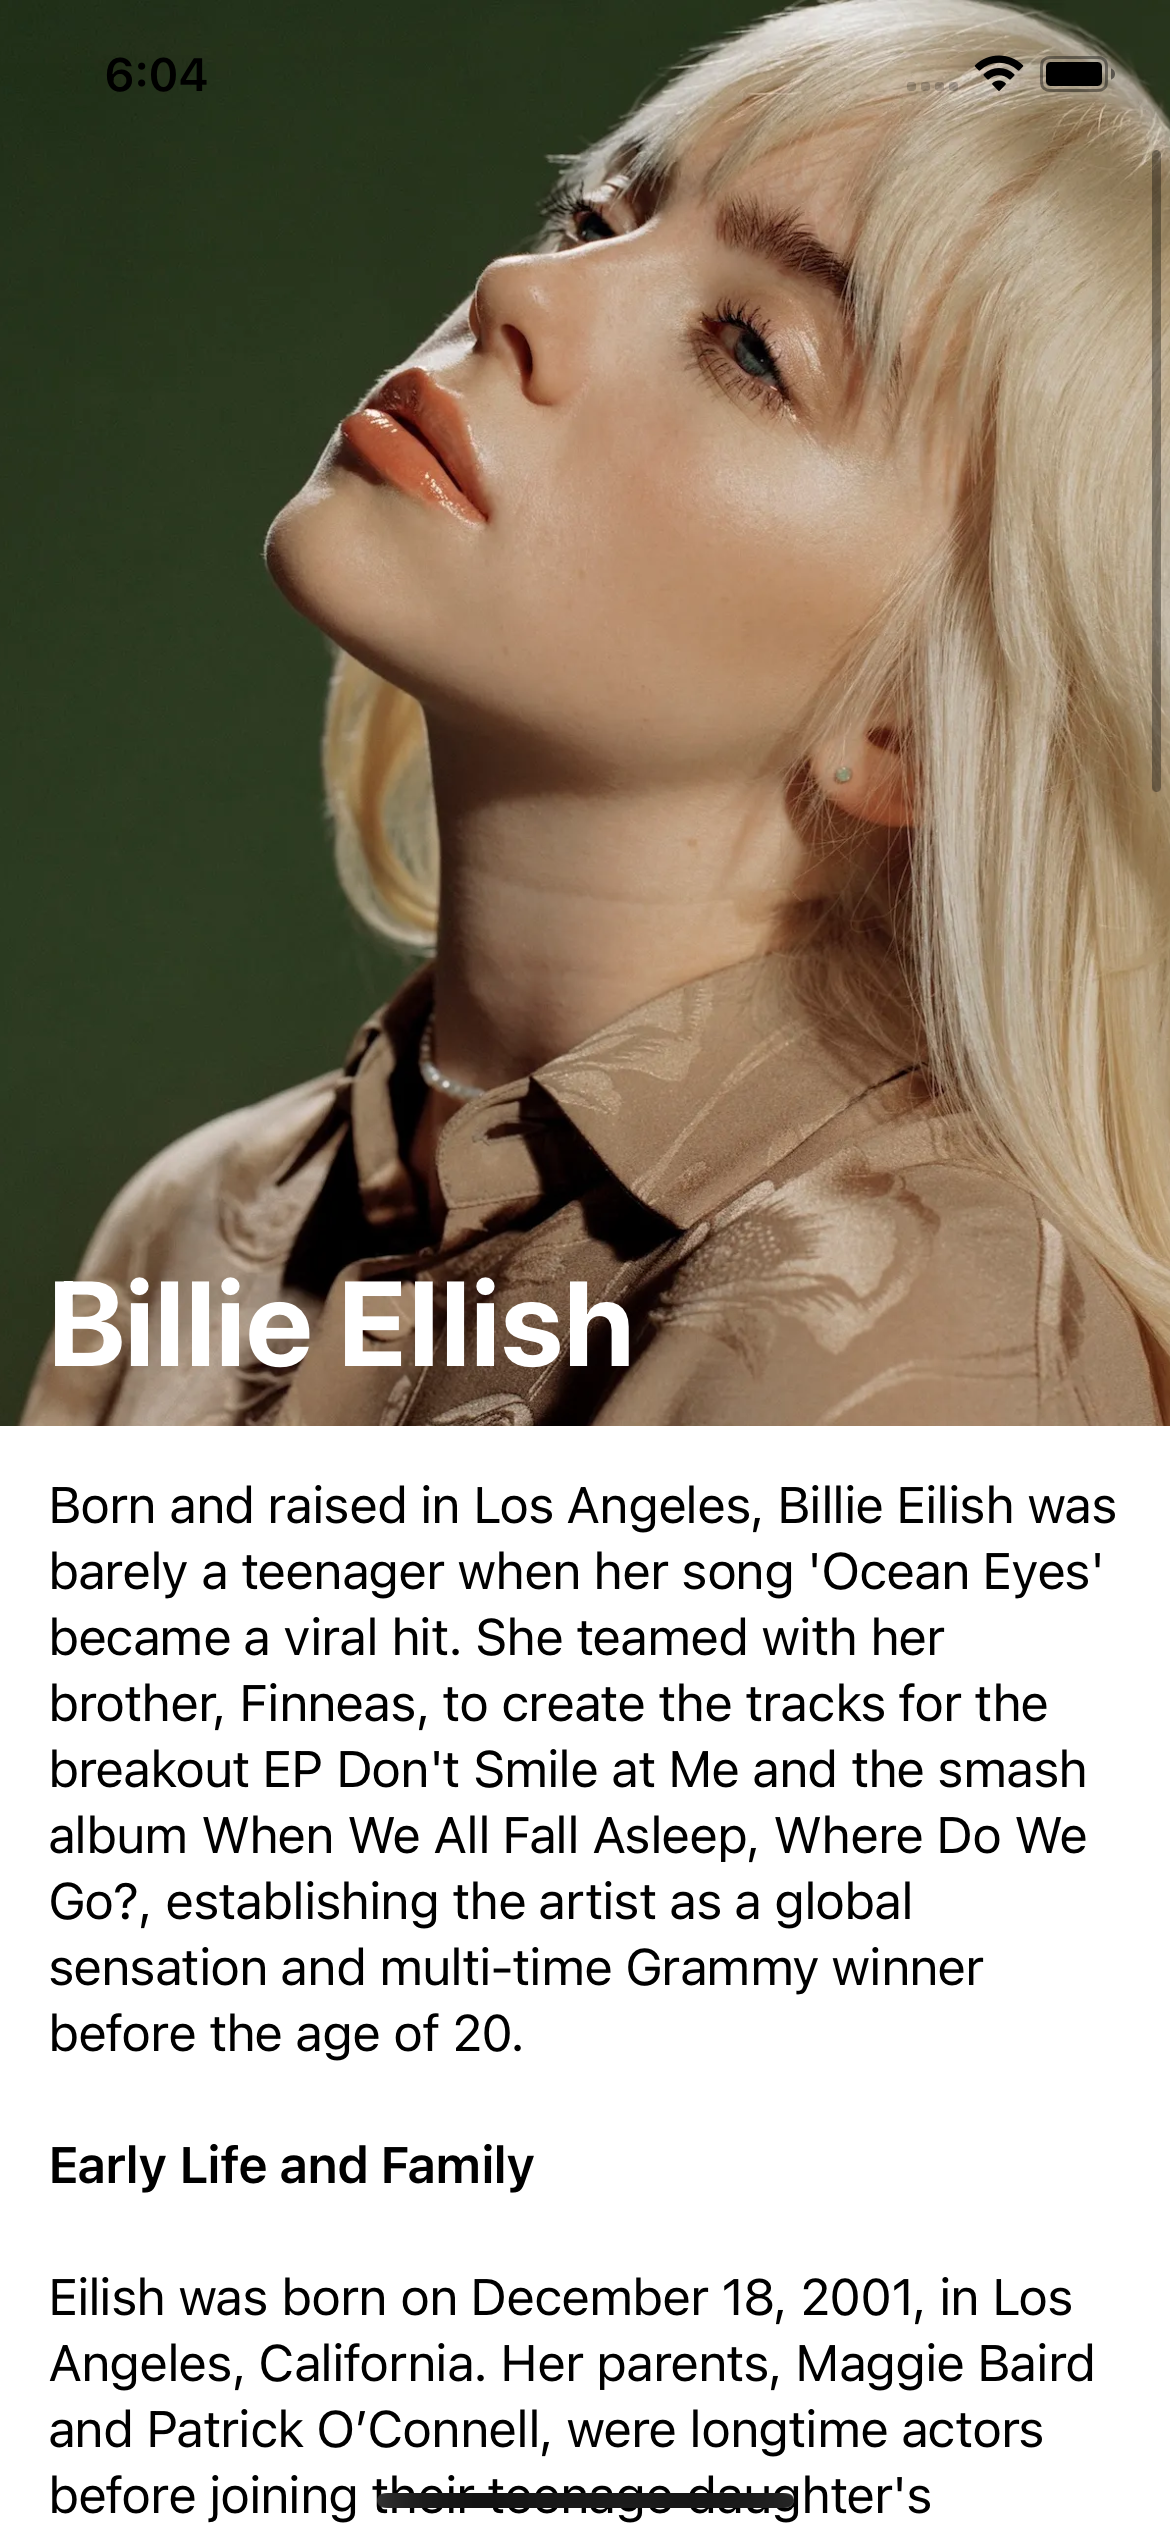 6:04
Billie Ellish
Born and raised in Los Angeles, Billie Eilish was
barely a teenager when her song 'Ocean Eyes'
became a viral hit. She teamed with her
brother, Finneas, to create the tracks for the
breakout EP Don't Smile at Me and the smash
album When We All Fall Asleep, Where Do We
Go?, establishing the artist as a global
sensation and multi-time Grammy winner
before the age of 20.
Early Life and Family
Eilish was born on December 18, 2001, in Los
Angeles, California. Her parents, Maggie Baird
and Patrick O’Connell, were longtime actors
before joining their teenage daughter's